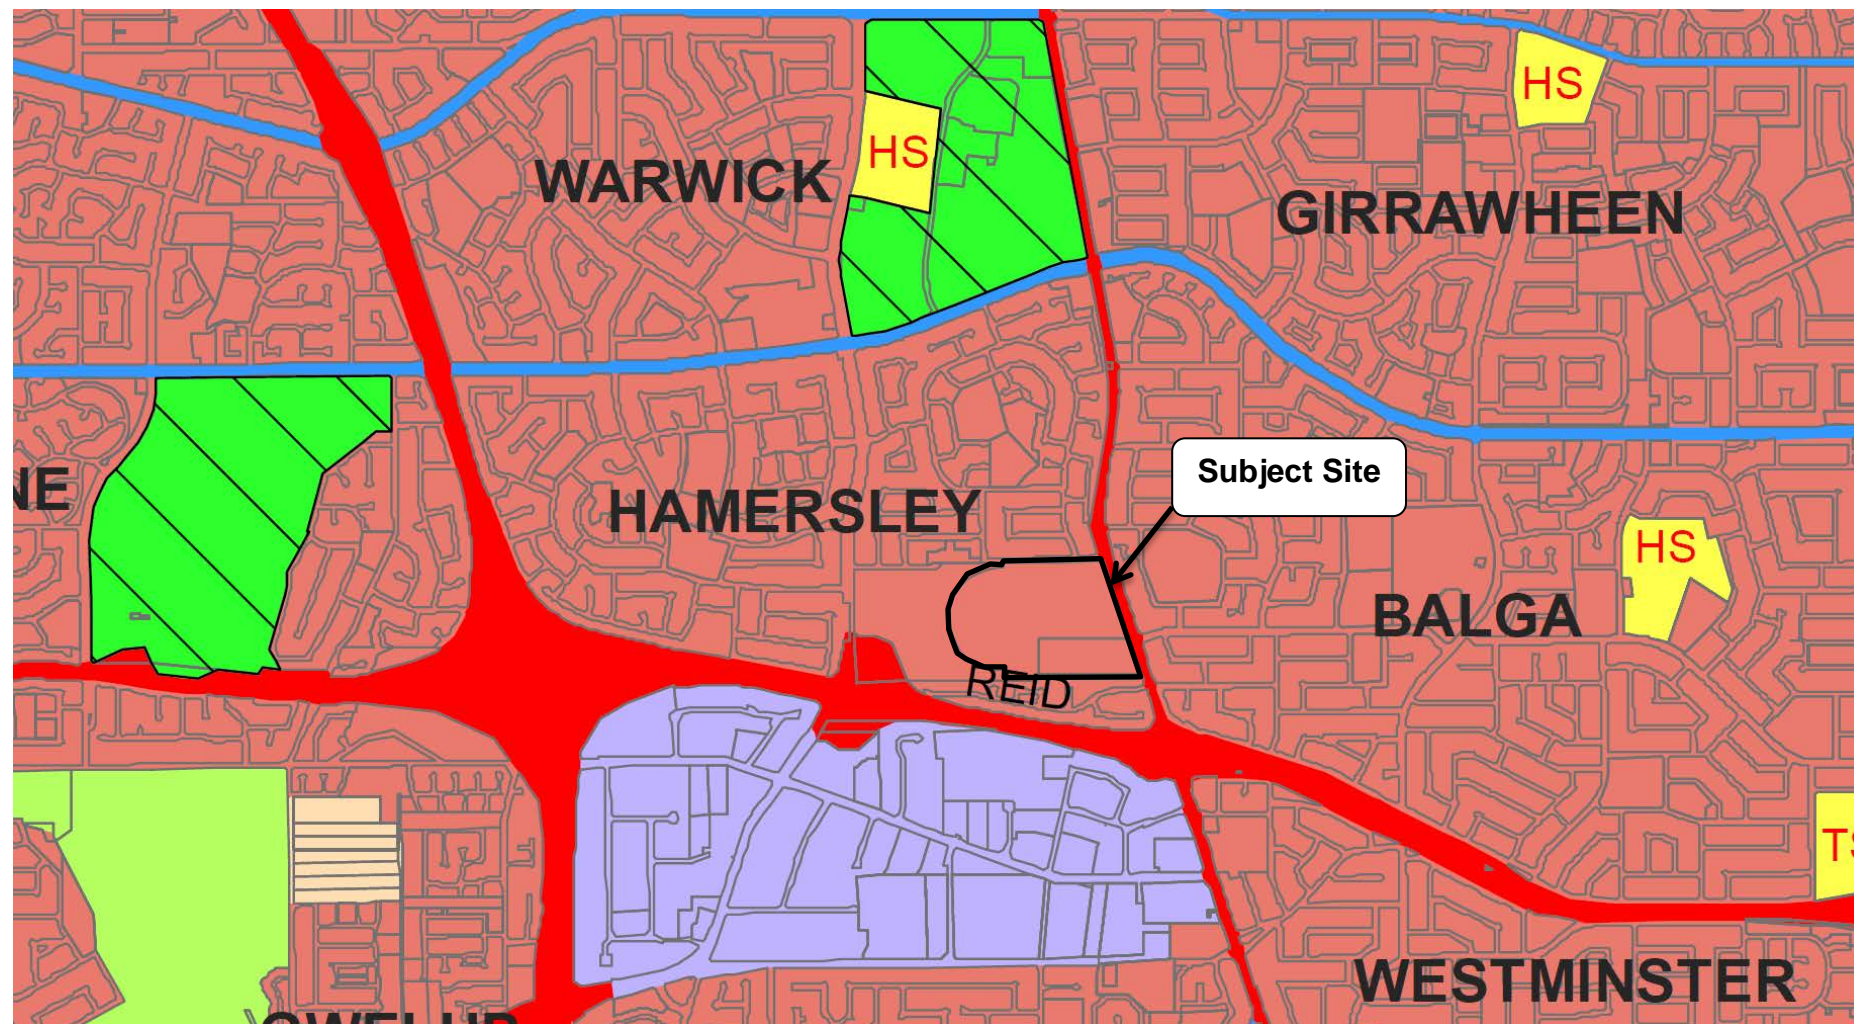 HS
HS
WARWICK
GIRRAWHEEN
Subject Site
HAMERSLEY
HS
BALGA
REID
WESTMINSTER